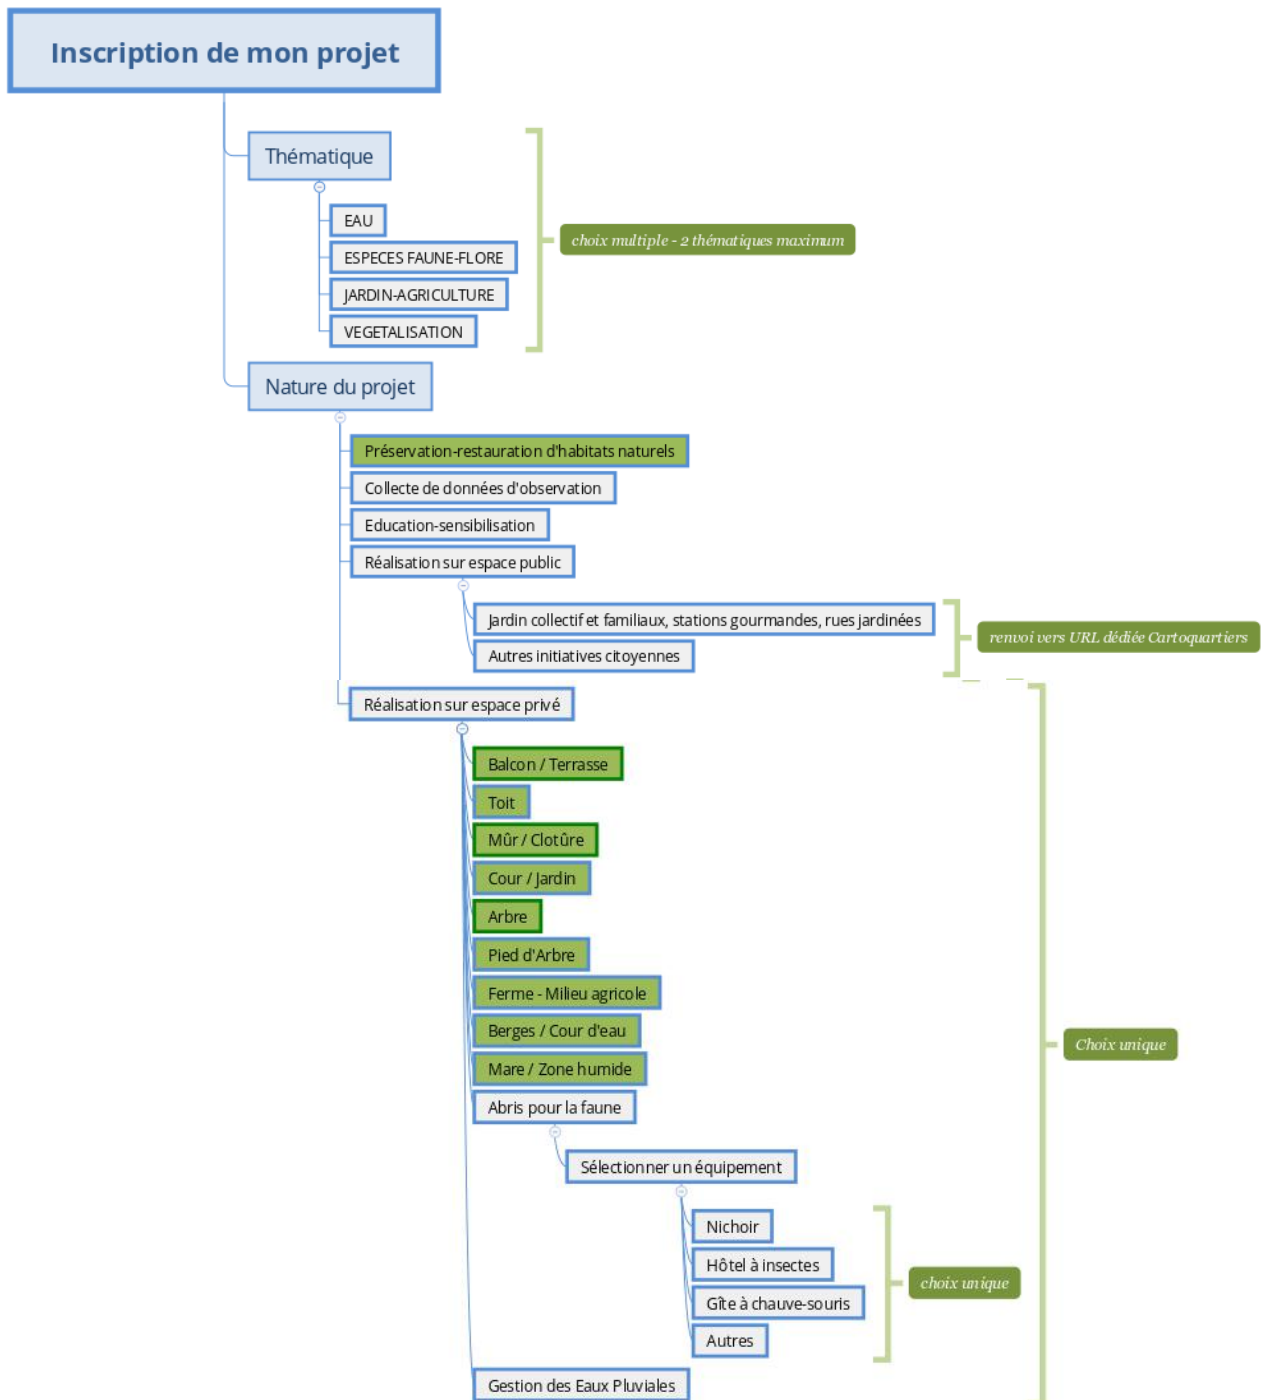 Inscription de mon projet
Thématique
EAU
ESPECES FAUNE-FLORE
JARDIN-AGRICULTURE
VEGETALISATION
choix multiple - 2 thématiques maximum
Nature du projet
Préservation-restauration d'habitats naturels
Collecte de données d'observation
Education-sensibilisation
Réalisation sur espace public
Jardin collectif et familiaux, stations gourmandes, rues jardinées
Autres initiatives citoyennes
renvoi vers URL dédiée Cartoquartiers
Réalisation sur espace privé
Balcon / Terrasse
Toit
Mûr / Clotûre
Cour / Jardin
Arbre
Pied d'Arbre
Ferme - Milieu agricole
Berges / Cour d'eau
Mare / Zone humide
Abris pour la faune
Sélectionner un équipement
Nichoir
Hôtel à insectes
Gîte à chauve-souris
Autres
choix unique
Gestion des Eaux Pluviales
Choix unique